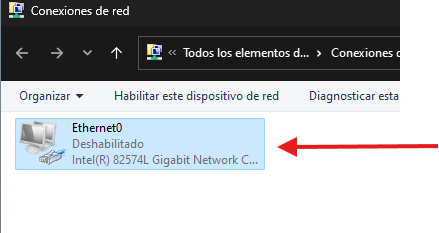 Conexiones de red
Todos los elementos d... > Conexiones
Organizar Habilitar este dispositivo de red Diagnosticar esta
Ethernet0
Deshabilitado
Intel(R) 82574L Gigabit Network C...